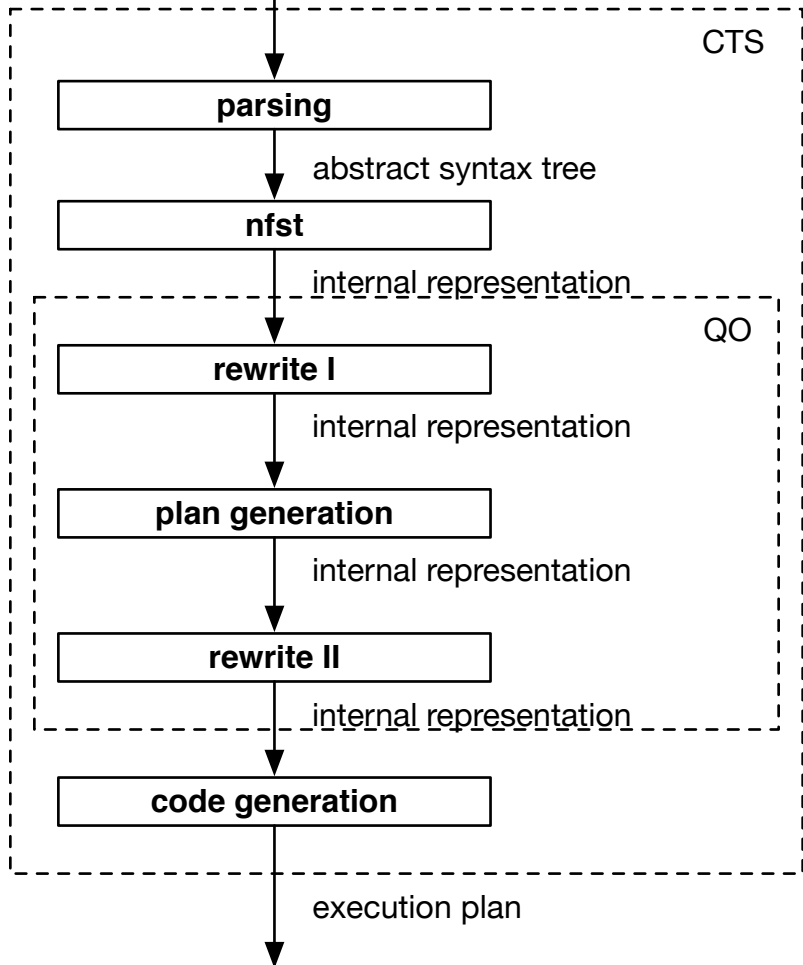 CTS
parsing
abstract syntax tree
nfst
internal representation
QO
rewrite I
internal representation
plan generation
internal representation
rewrite II
internal representation
code generation
execution plan